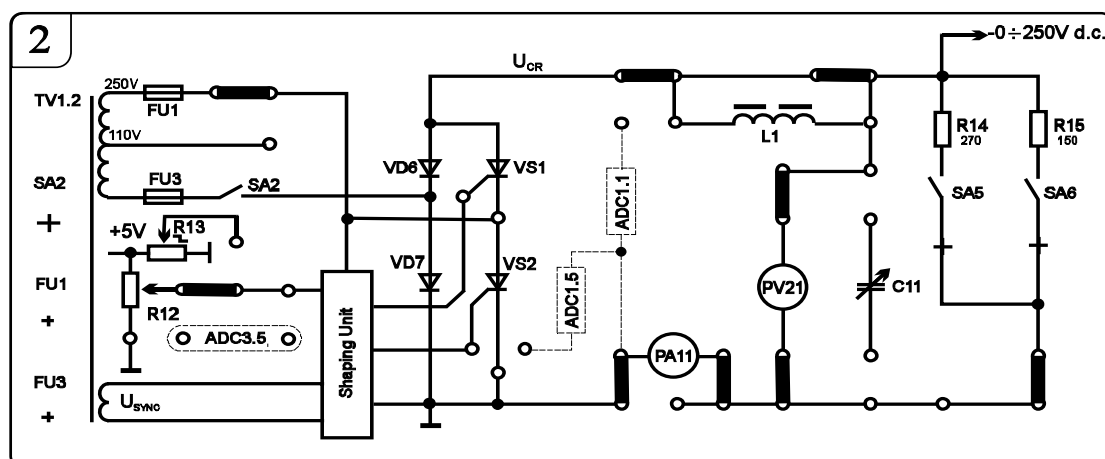 2
-0÷250V d.c.
U_CR
TV1.2
250V
FU1
110V
L1
R14
270
R15
150
SA2
FU3
SA2
VD6
VS1
ADC1.1
SA5
SA6
+5V
R13
FU1
R12
VD7
VS2
ADC1.5
PV21
C11
ADC3.5
Shaping Unit
PA11
FU3
U_SYNC